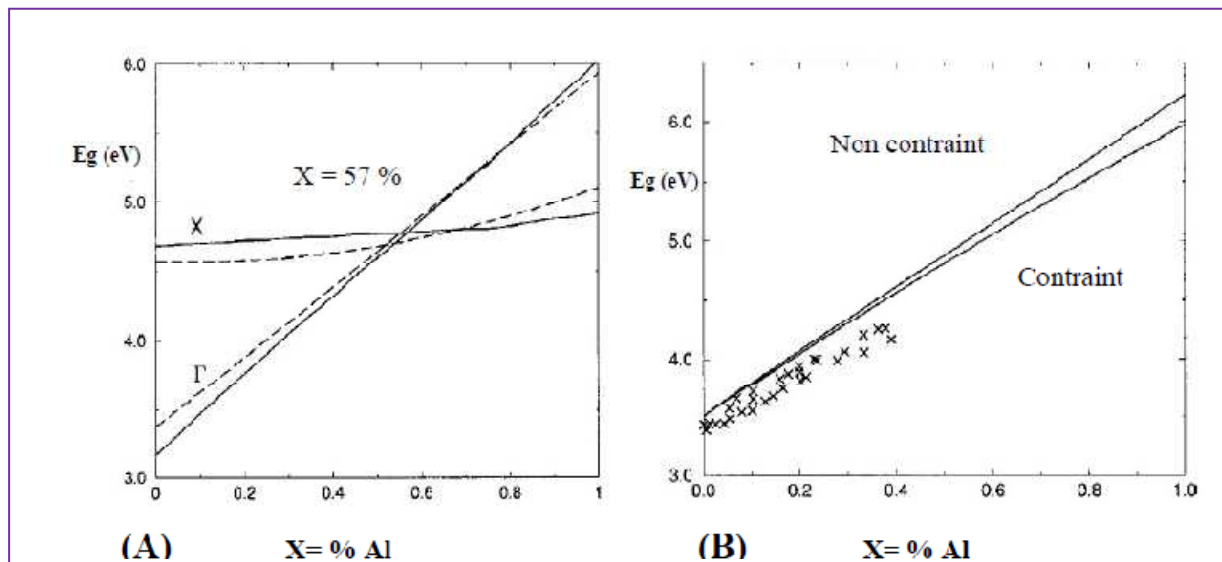 6.0
Eg (eV)
X = 57 %
5.0
X
4.0
Γ
3.0
0
0.2
0.4
0.6
0.8
1
(A)
X= % Al
6.0
Non contraint
Eg (eV)
5.0
Contraint
4.0
3.0
0.0
0.2
0.4
0.6
0.8
1.0
(B)
X= % Al